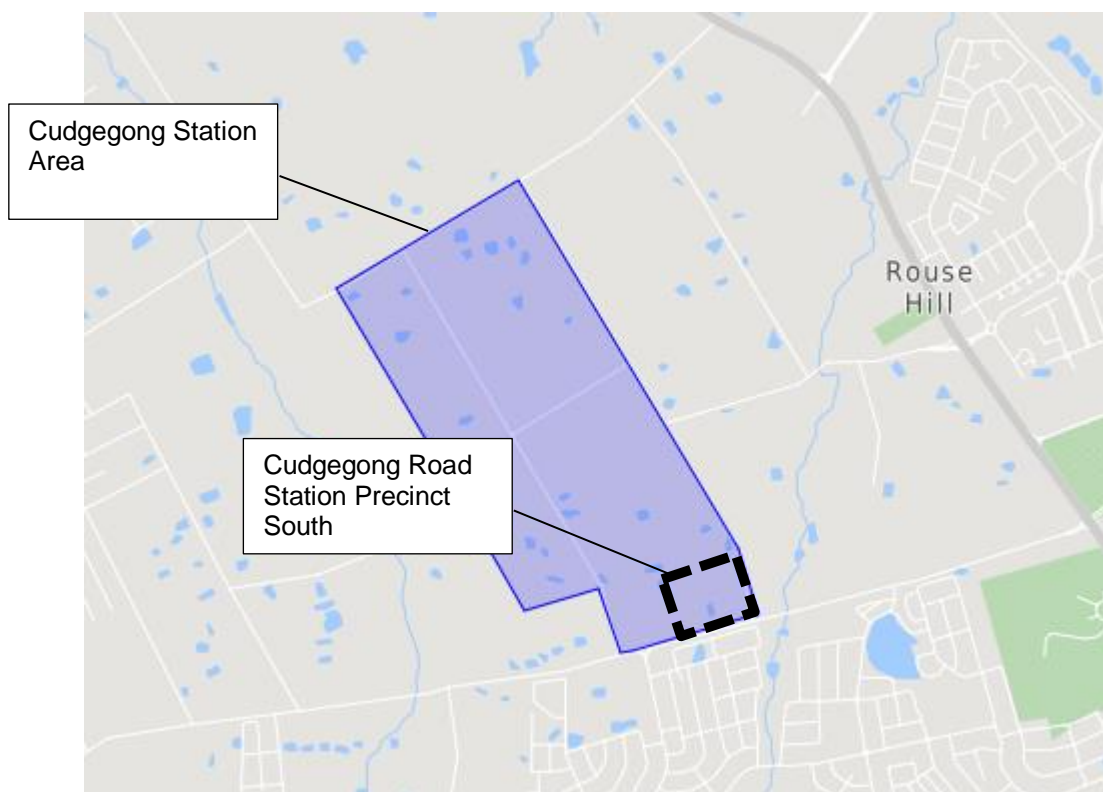 Cudgegong Station
Area
Rouse
Hill
Cudgegong Road
Station Precinct
South